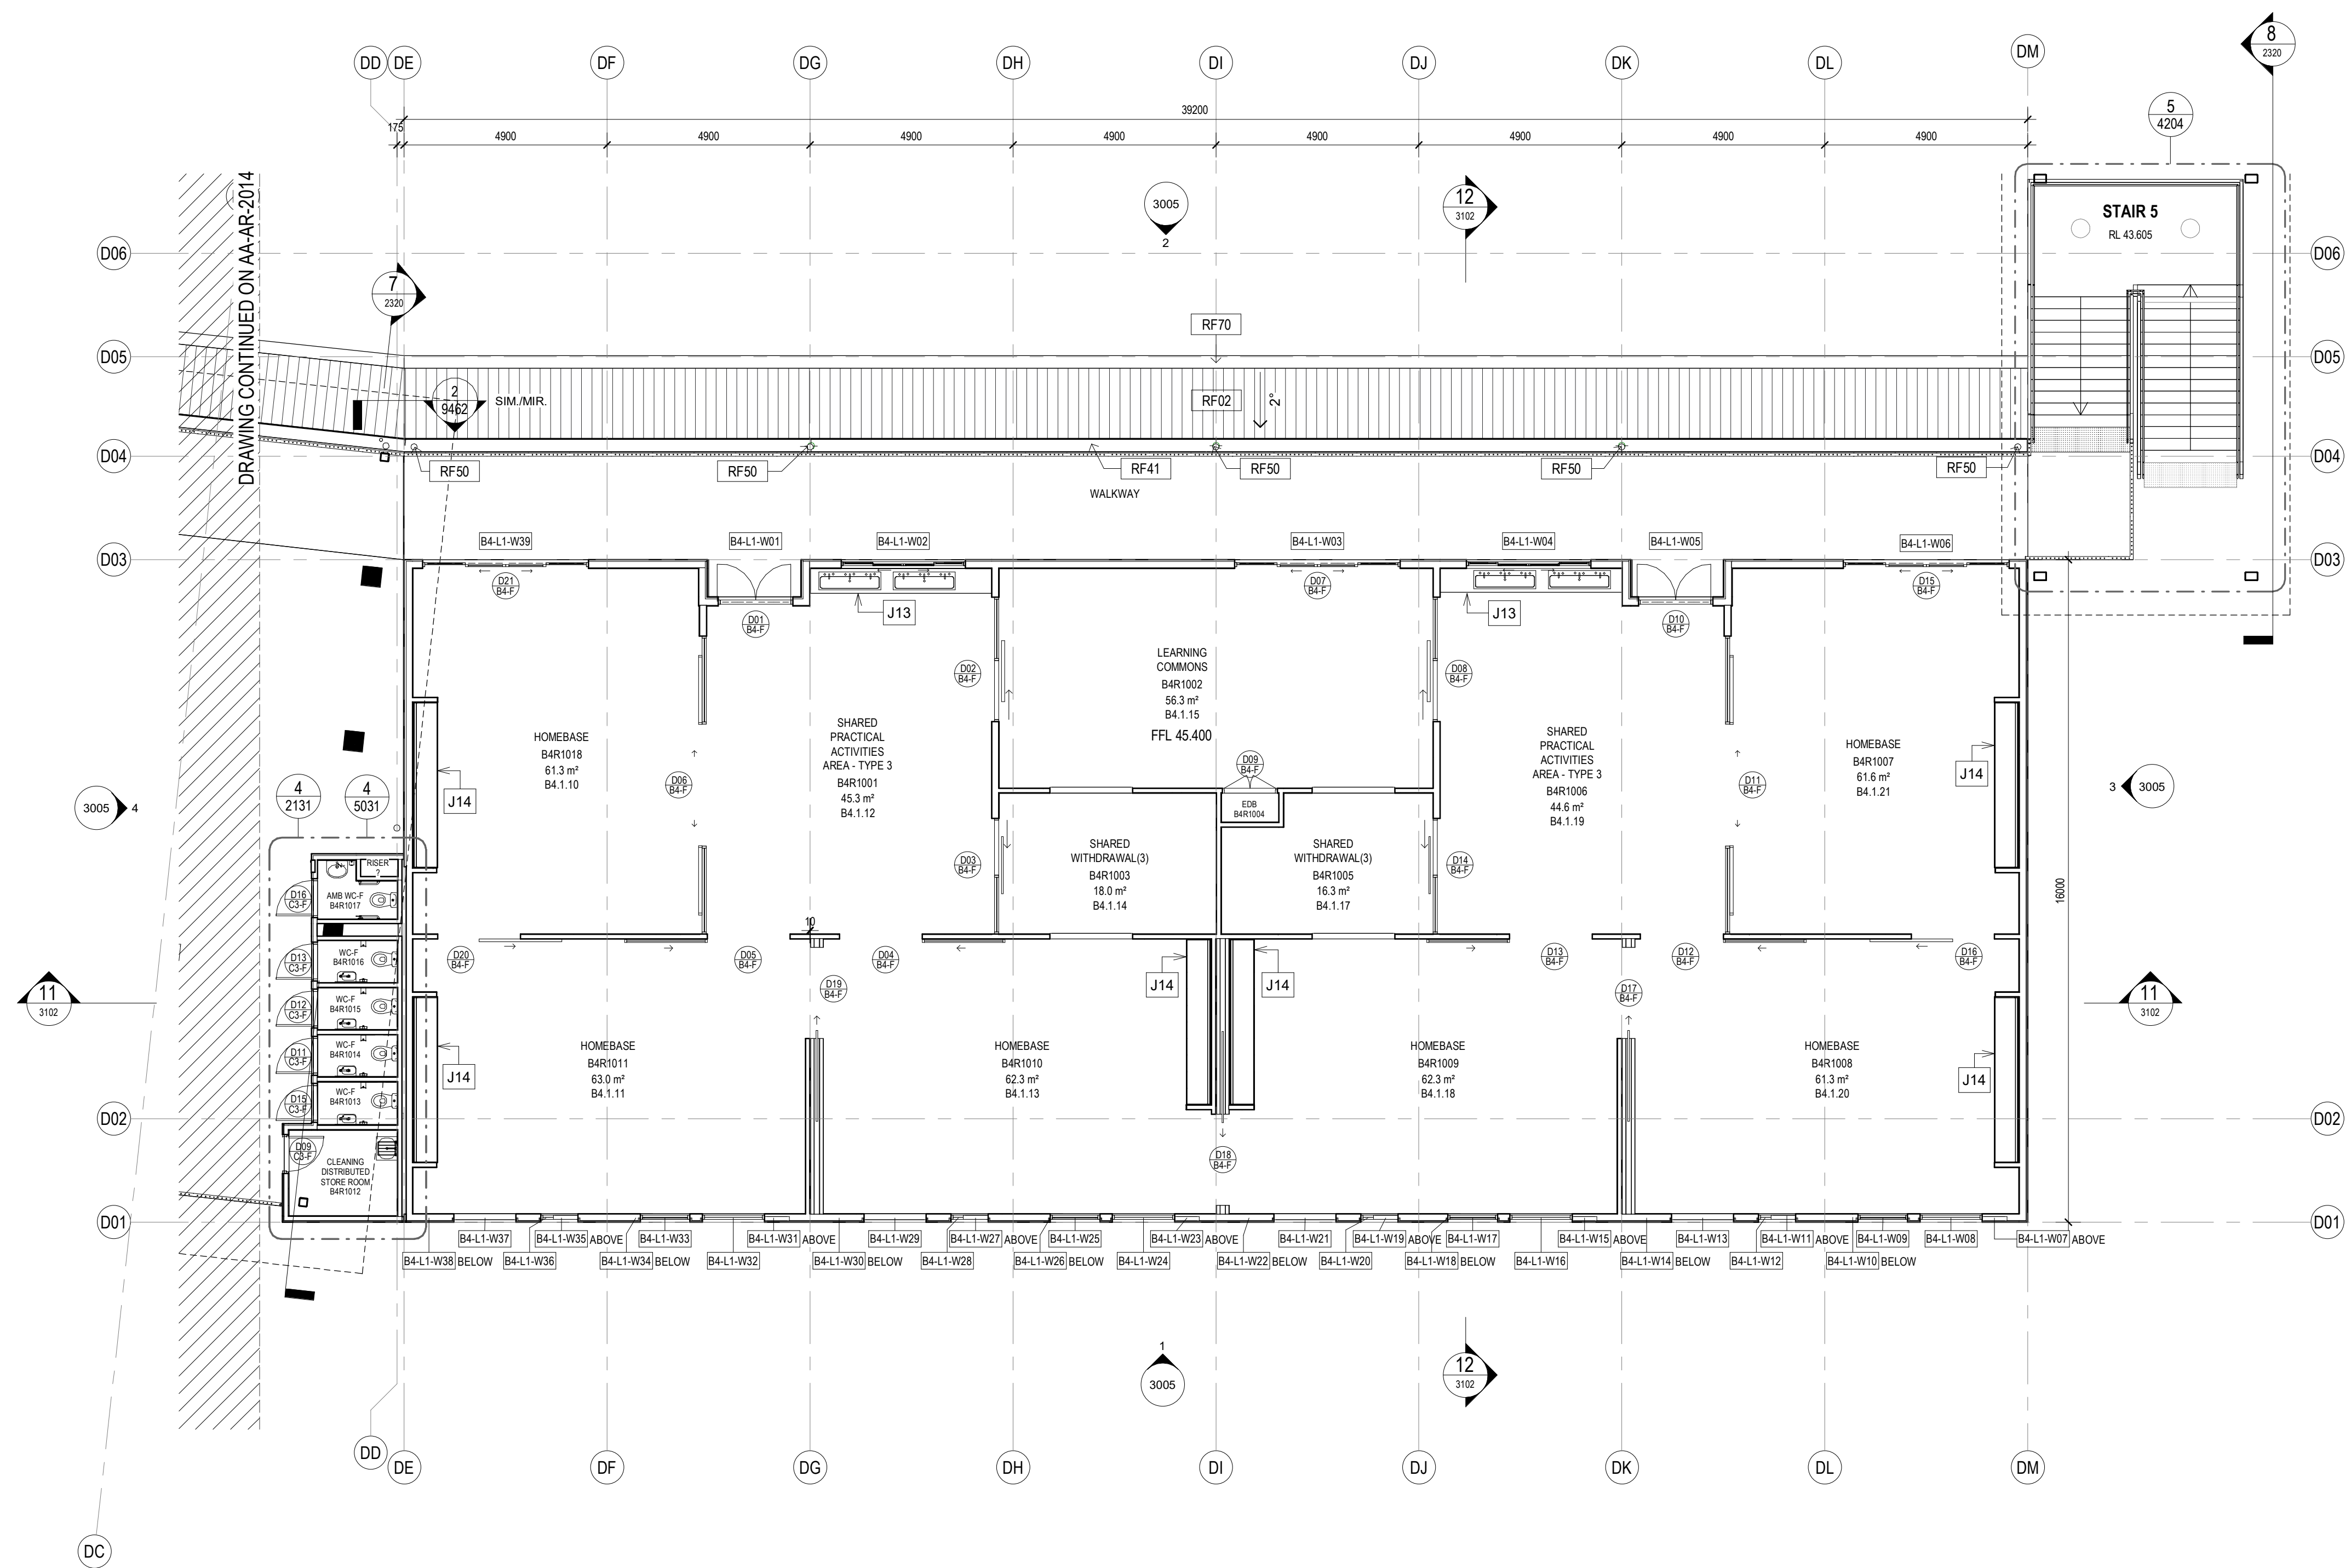 DD
DE
DF
DG
DH
DI
DJ
DK
DL
DM
8
2320
39200
175
4900
4900
4900
4900
4900
4900
4900
4900
5
4204
DRAWING CONTINUED ON AA-AR-2014
3005
2
12
3102
STAIR 5
RL 43.605
D06
D06
7
2320
RF70
D05
D05
2
9462
SIM./MIR.
RF02
2°
D04
D04
RF50
RF50
RF41
RF50
RF50
RF50
WALKWAY
B4-L1-W39
B4-L1-W01
B4-L1-W02
B4-L1-W03
B4-L1-W04
B4-L1-W05
B4-L1-W06
D03
D03
D21
B4-F
D07
B4-F
D15
B4-F
J13
J13
D01
B4-F
D10
B4-F
D02
B4-F
D08
B4-F
LEARNING
COMMONS
B4R1002
56.3 m²
B4.1.15
FFL 45.400
HOMEBASE
B4R1018
61.3 m²
B4.1.10
SHARED
PRACTICAL
ACTIVITIES
AREA - TYPE 3
B4R1001
45.3 m²
B4.1.12
SHARED
PRACTICAL
ACTIVITIES
AREA - TYPE 3
B4R1006
44.6 m²
B4.1.19
HOMEBASE
B4R1007
61.6 m²
B4.1.21
D06
B4-F
D09
B4-F
D11
B4-F
J14
J14
4
2131
4
5031
3005
4
3
3005
EDB
B4R1004
SHARED
WITHDRAWAL(3)
B4R1003
18.0 m²
B4.1.14
SHARED
WITHDRAWAL(3)
B4R1005
16.3 m²
B4.1.17
D03
B4-F
D14
B4-F
16000
RISER
?
AMB WC-F
B4R1017
D16
C3-F
10
D20
B4-F
D05
B4-F
D04
B4-F
D13
B4-F
D12
B4-F
D16
B4-F
D19
B4-F
D17
B4-F
J14
J14
WC-F
B4R1016
D13
C3-F
WC-F
B4R1015
D12
C3-F
WC-F
B4R1014
D11
C3-F
WC-F
B4R1013
D15
C3-F
11
3102
11
3102
J14
J14
HOMEBASE
B4R1011
63.0 m²
B4.1.11
HOMEBASE
B4R1010
62.3 m²
B4.1.13
HOMEBASE
B4R1009
62.3 m²
B4.1.18
HOMEBASE
B4R1008
61.3 m²
B4.1.20
D02
D02
D09
C3-F
CLEANING
DISTRIBUTED
STORE ROOM
B4R1012
D18
B4-F
D01
D01
B4-L1-W37
B4-L1-W35 ABOVE
B4-L1-W33
B4-L1-W31 ABOVE
B4-L1-W29
B4-L1-W27 ABOVE
B4-L1-W25
B4-L1-W23 ABOVE
B4-L1-W21
B4-L1-W19 ABOVE
B4-L1-W17
B4-L1-W15 ABOVE
B4-L1-W13
B4-L1-W11 ABOVE
B4-L1-W09
B4-L1-W08
B4-L1-W07 ABOVE
B4-L1-W38 BELOW
B4-L1-W36
B4-L1-W34 BELOW
B4-L1-W32
B4-L1-W30 BELOW
B4-L1-W28
B4-L1-W26 BELOW
B4-L1-W24
B4-L1-W22 BELOW
B4-L1-W20
B4-L1-W18 BELOW
B4-L1-W16
B4-L1-W14 BELOW
B4-L1-W12
B4-L1-W10 BELOW
1
3005
12
3102
DD
DE
DF
DG
DH
DI
DJ
DK
DL
DM
DC